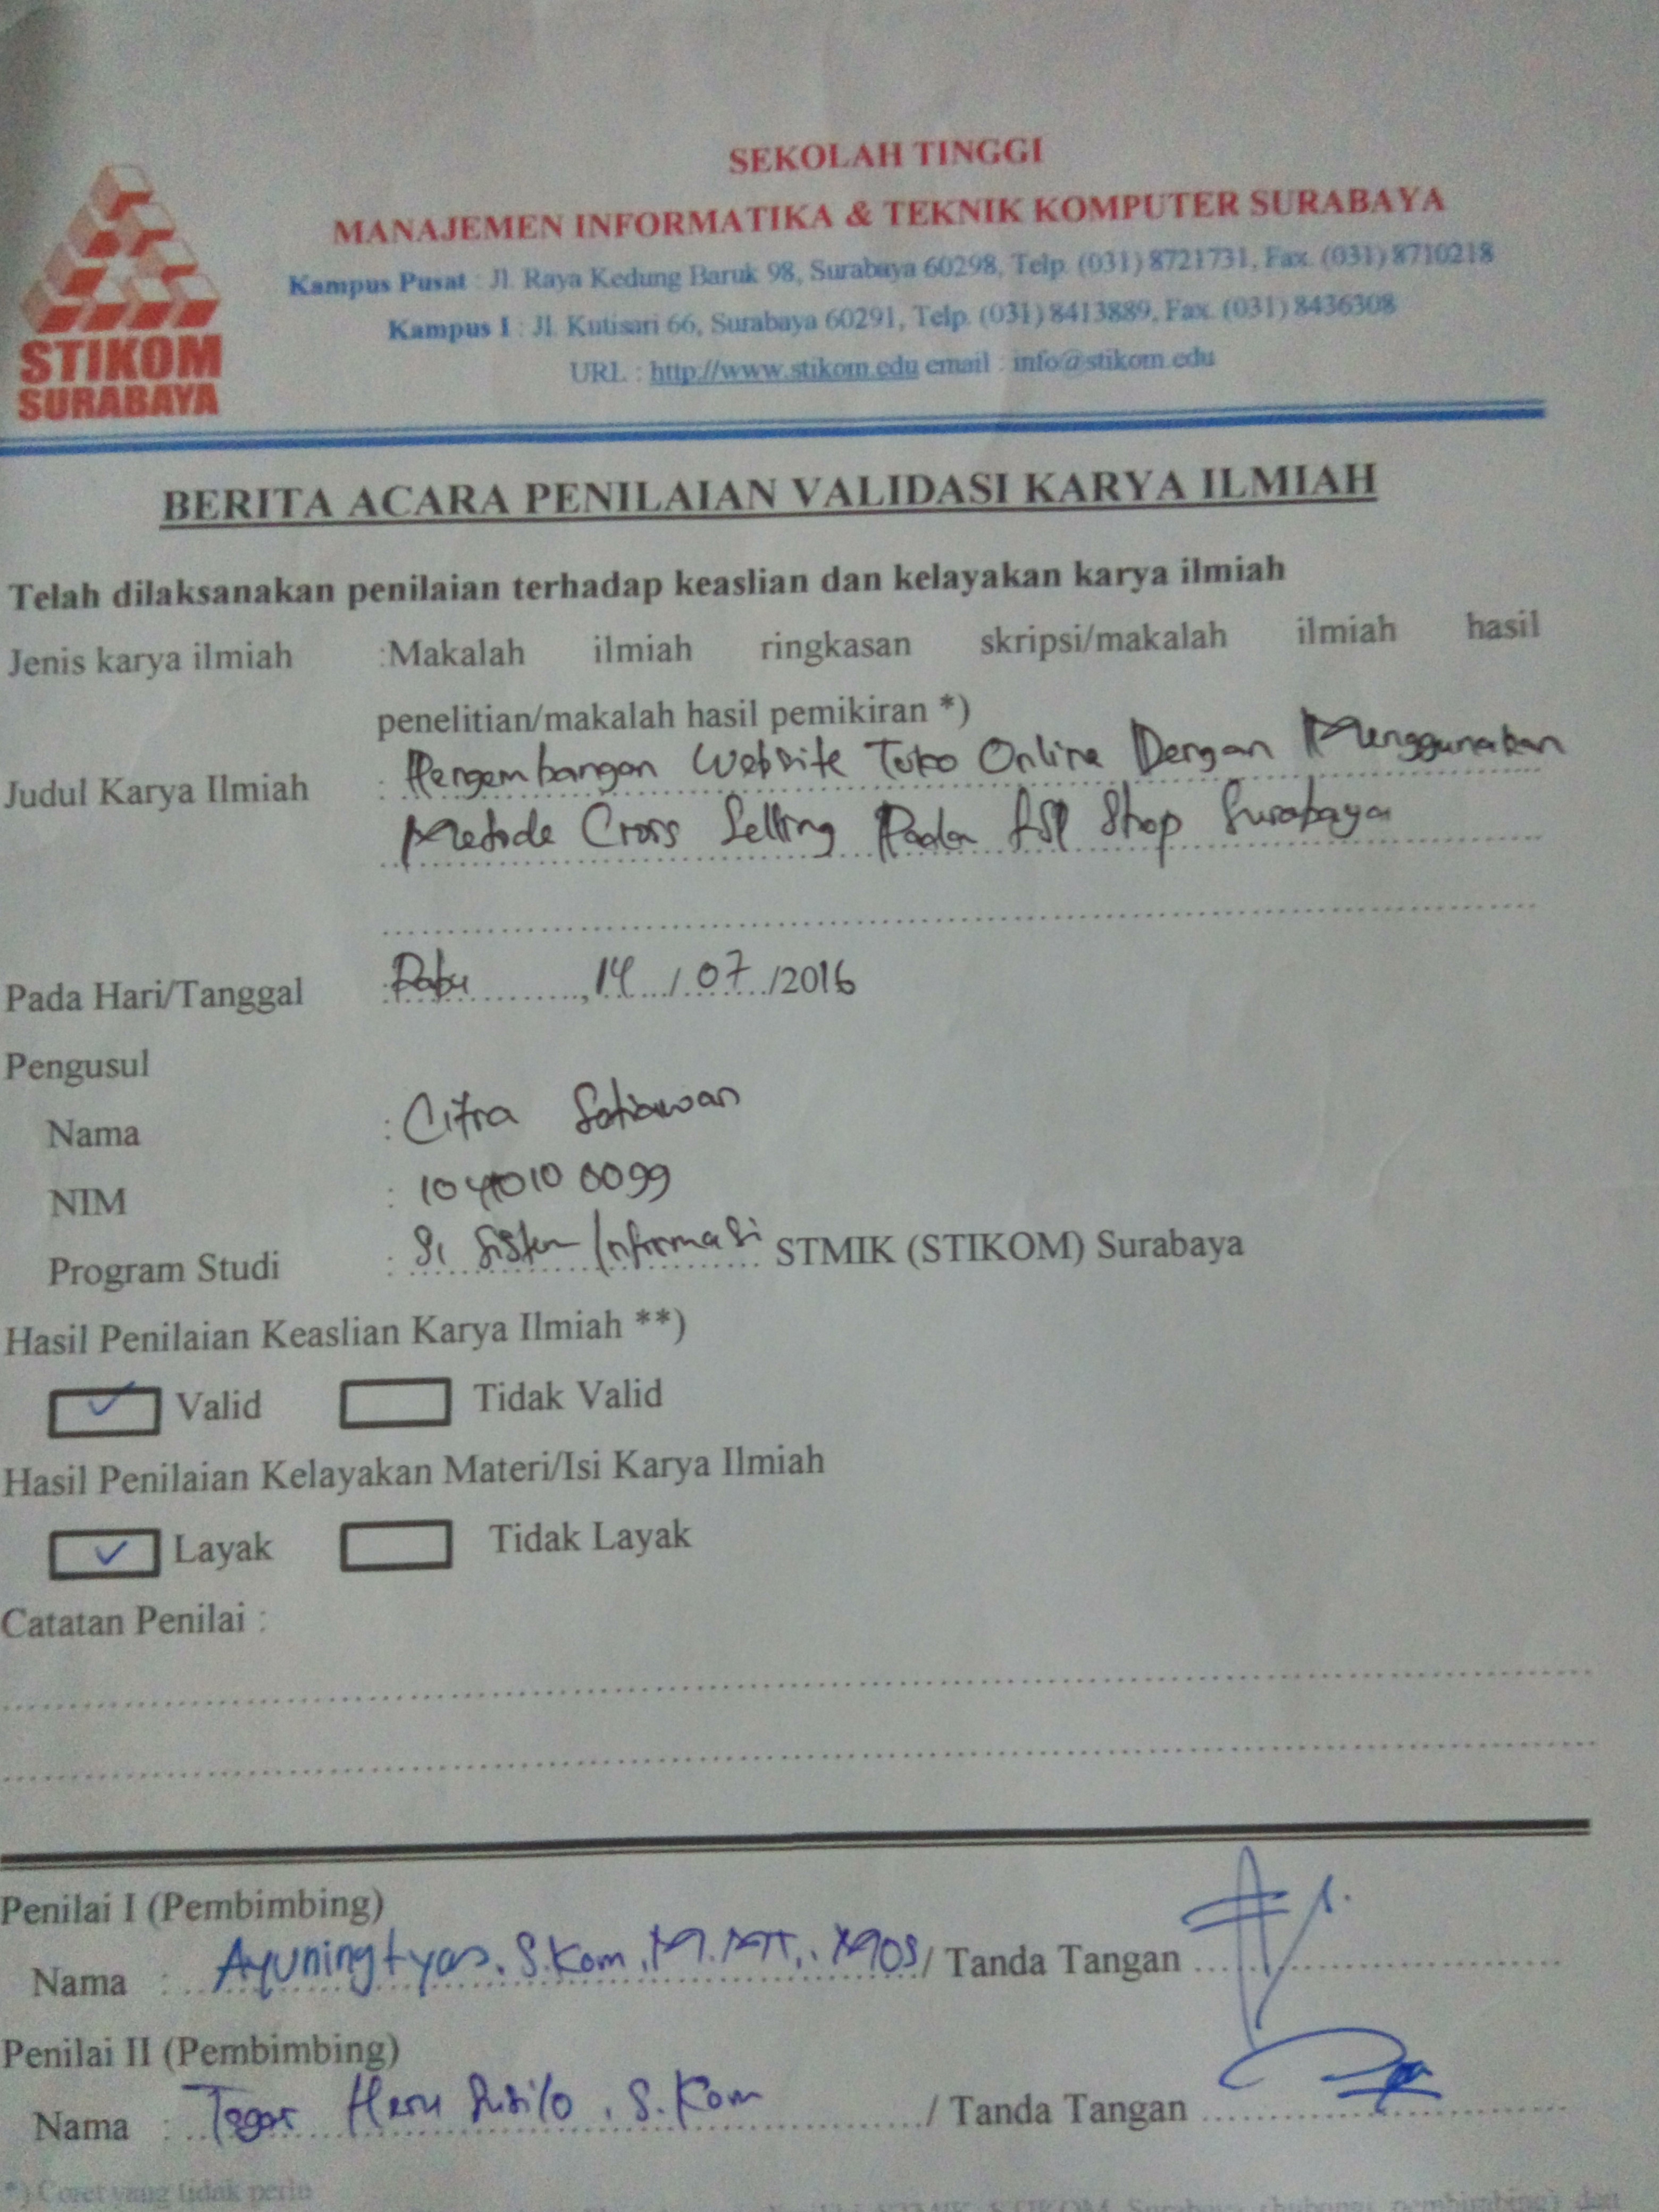 SEKOLAH TINGGI
MANAJEMEN INFORMATIKA & TEKNIK KOMPUTER SURABAYA
Kampus Pusat : Jl. Raya Kedung Baruk 98, Surabaya 60298, Telp. (031) 8721731, Fax. (031) 8710218
Kampus I : Jl. Kutisari 66, Surabaya 60291, Telp. (031) 8413889, Fax. (031) 8436308
URL : http://www.stikom.edu email : info@stikom.edu
STIKOM
SURABAYA
BERITA ACARA PENILAIAN VALIDASI KARYA ILMIAH
Telah dilaksanakan penilaian terhadap keaslian dan kelayakan karya ilmiah
Jenis karya ilmiah :Makalah ilmiah ringkasan skripsi/makalah ilmiah hasil
penelitian/makalah hasil pemikiran *)
Judul Karya Ilmiah : Pengembangan Website Toko Online Dengan Menggunakan
Metode Cross Selling Pada Shop Surabaya
Pada Hari/Tanggal : Rabu, 14 / 07 /2016
Pengusul
Nama : Citra Setiawan
NIM : 10410100099
Program Studi : S1 Sistem Informasi STMIK (STIKOM) Surabaya
Hasil Penilaian Keaslian Karya Ilmiah **)
Valid Tidak Valid
Hasil Penilaian Kelayakan Materi/Isi Karya Ilmiah
Layak Tidak Layak
Catatan Penilai :
Penilai I (Pembimbing)
Nama : Ayuningtyas, S.Kom, M.MT., MOS / Tanda Tangan
Penilai II (Pembimbing)
Nama : Tegar Heru Susilo, S.Kom / Tanda Tangan
*) Coret yang tidak perlu